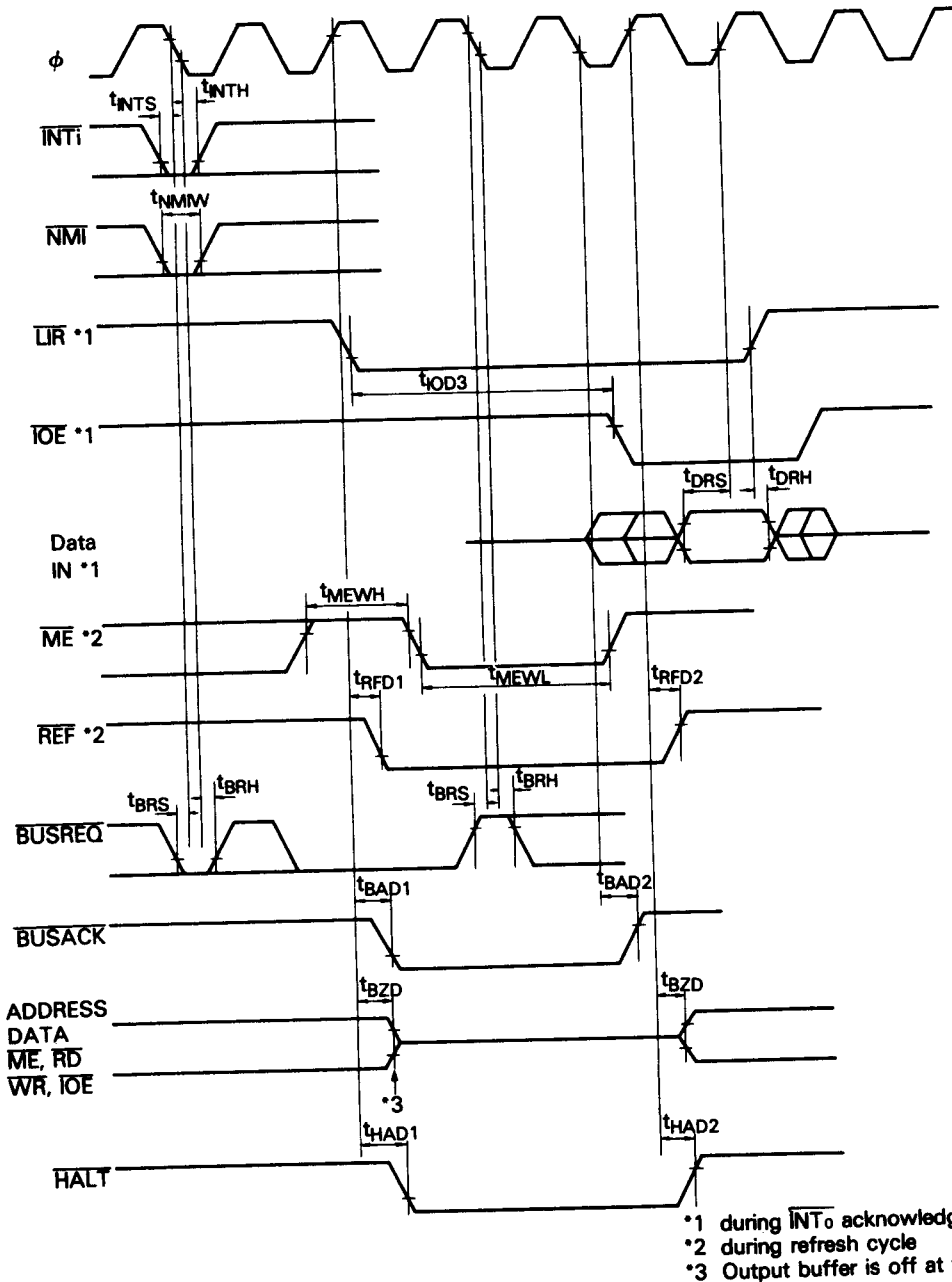 ϕ
tINTS tINTH
INTi
tNMIW
NMI
LIR *1
tIOD3
IOE *1
tDRS tDRH
Data
IN *1
tMEWH
ME *2
tMEWL
tRFD1 tRFD2
REF *2
tBRS tBRH tBRS tBRH
BUSREQ
tBAD1 tBAD2
BUSACK
tBZD tBZD
ADDRESS
DATA
ME, RD
WR, IOE
*3
tHAD1 tHAD2
HALT
*1 during INT0 acknowledg
*2 during refresh cycle
*3 Output buffer is off at